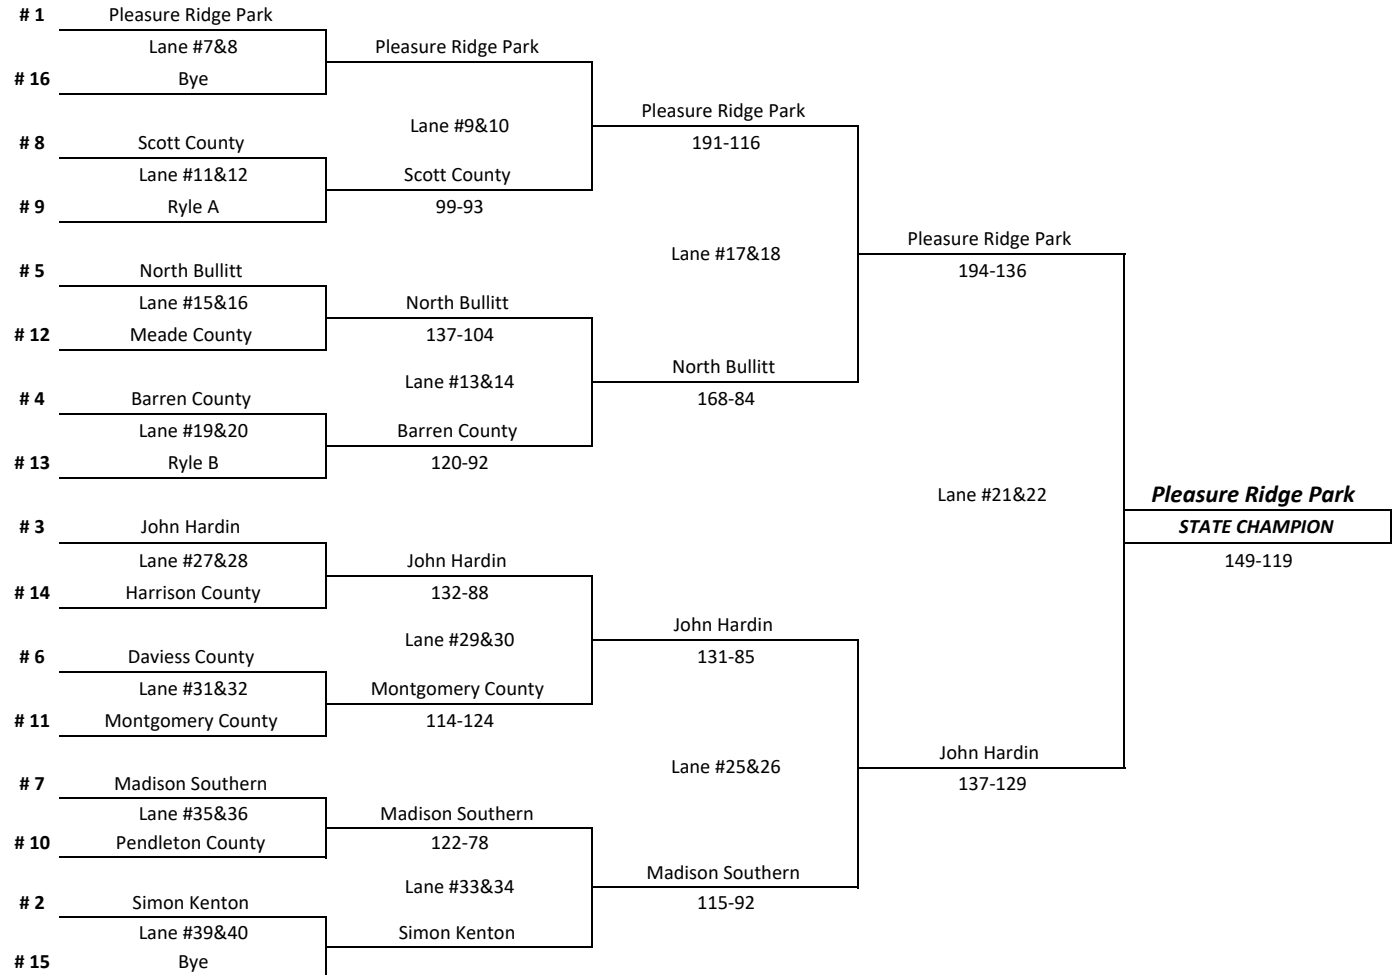 # 1 Pleasure Ridge Park
Lane #7&8 Pleasure Ridge Park
# 16 Bye
Pleasure Ridge Park
Lane #9&10
# 8 Scott County 191-116
Lane #11&12 Scott County
# 9 Ryle A 99-93
Pleasure Ridge Park
Lane #17&18
# 5 North Bullitt 194-136
Lane #15&16 North Bullitt
# 12 Meade County 137-104
North Bullitt
Lane #13&14
# 4 Barren County 168-84
Lane #19&20 Barren County
# 13 Ryle B 120-92
Lane #21&22 Pleasure Ridge Park
# 3 John Hardin STATE CHAMPION
Lane #27&28 John Hardin 149-119
# 14 Harrison County 132-88
John Hardin
Lane #29&30
# 6 Daviess County 131-85
Lane #31&32 Montgomery County
# 11 Montgomery County 114-124
John Hardin
Lane #25&26
# 7 Madison Southern 137-129
Lane #35&36 Madison Southern
# 10 Pendleton County 122-78
Madison Southern
Lane #33&34
# 2 Simon Kenton 115-92
Lane #39&40 Simon Kenton
# 15 Bye